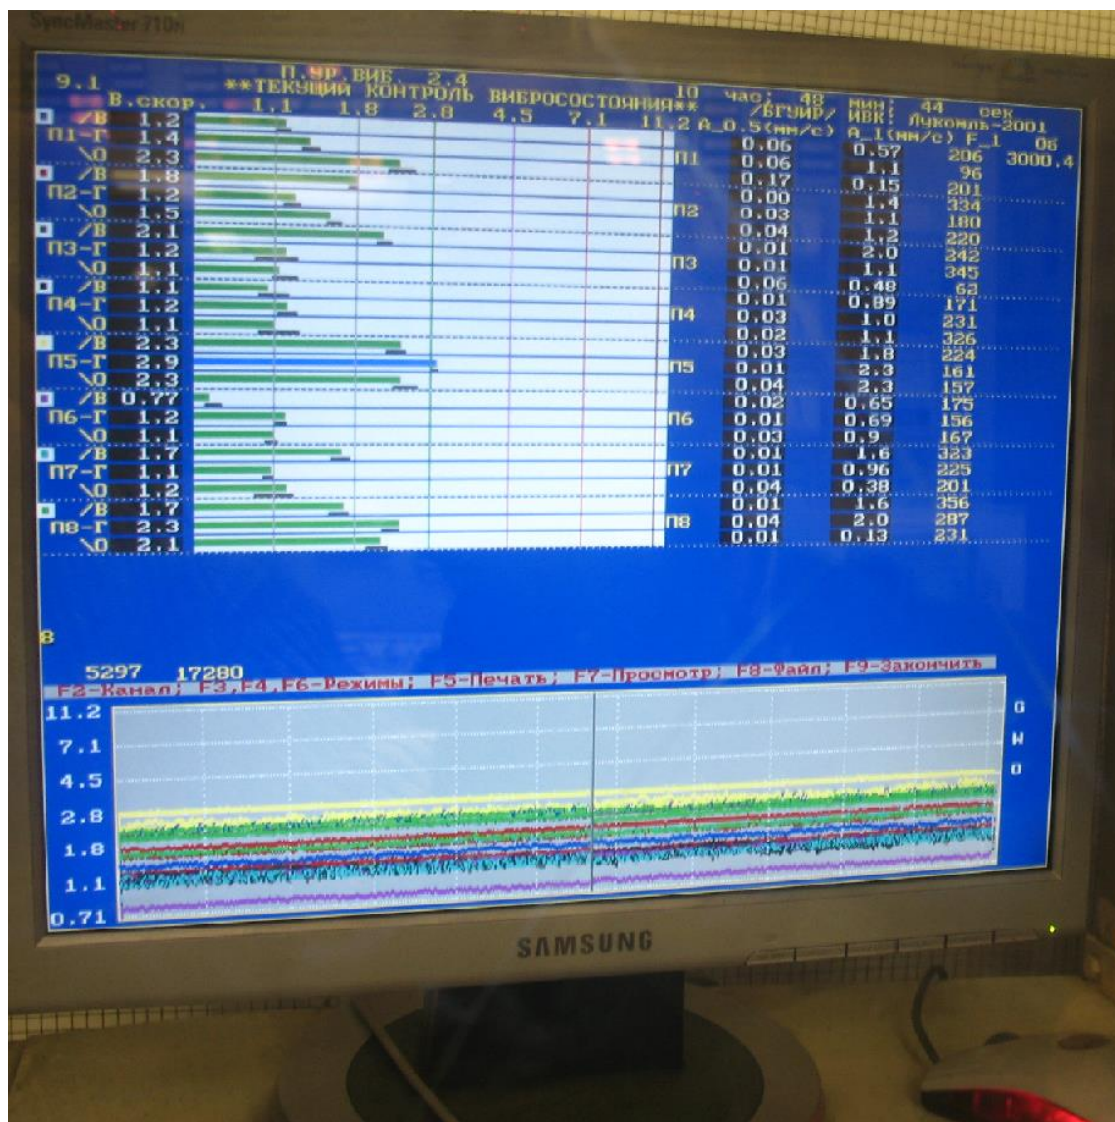 SyncMaster 710N
9.1 П.УР.ВИБ. 2.4 10 час: 48 мин: 44 сек
**ТЕКУЩИЙ КОНТРОЛЬ ВИБРОСОСТОЯНИЯ** /БГУИР/ ИВК: Лукомль-2001
В.скор. 1.1 1.8 2.8 4.5 7.1 11.2 A_0.5(мм/с) A_1(мм/с) F_1 Об
/В 1.2 0.06 0.57 206 3000.4
П1-Г 1.4 П1 0.06 1.1 96
\О 2.3 0.17 0.15 201
/В 1.8 0.00 1.4 334
П2-Г 1.2 П2 0.03 1.1 180
\О 1.5 0.04 1.2 220
/В 2.1 0.01 2.0 242
П3-Г 1.2 П3 0.01 1.1 345
\О 1.1 0.06 0.48 62
/В 1.1 0.01 0.89 171
П4-Г 1.2 П4 0.03 1.0 231
\О 1.1 0.02 1.1 326
/В 2.3 0.03 1.8 224
П5-Г 2.9 П5 0.01 2.3 161
\О 2.3 0.04 2.3 157
/В 0.77 0.02 0.65 175
П6-Г 1.2 П6 0.01 0.69 156
\О 1.1 0.03 0.9 167
/В 1.7 0.01 1.6 323
П7-Г 1.1 П7 0.01 0.96 225
\О 1.2 0.04 0.38 201
/В 1.7 0.01 1.6 356
П8-Г 2.3 П8 0.04 2.0 287
\О 2.1 0.01 0.13 231
8
5297 17280
F2-Канал; F3,F4,F6-Режимы; F5-Печать; F7-Просмотр; F8-Файл; F9-Закончить
11.2 G
7.1 W
4.5 O
2.8
1.8
1.1
0.71
SAMSUNG